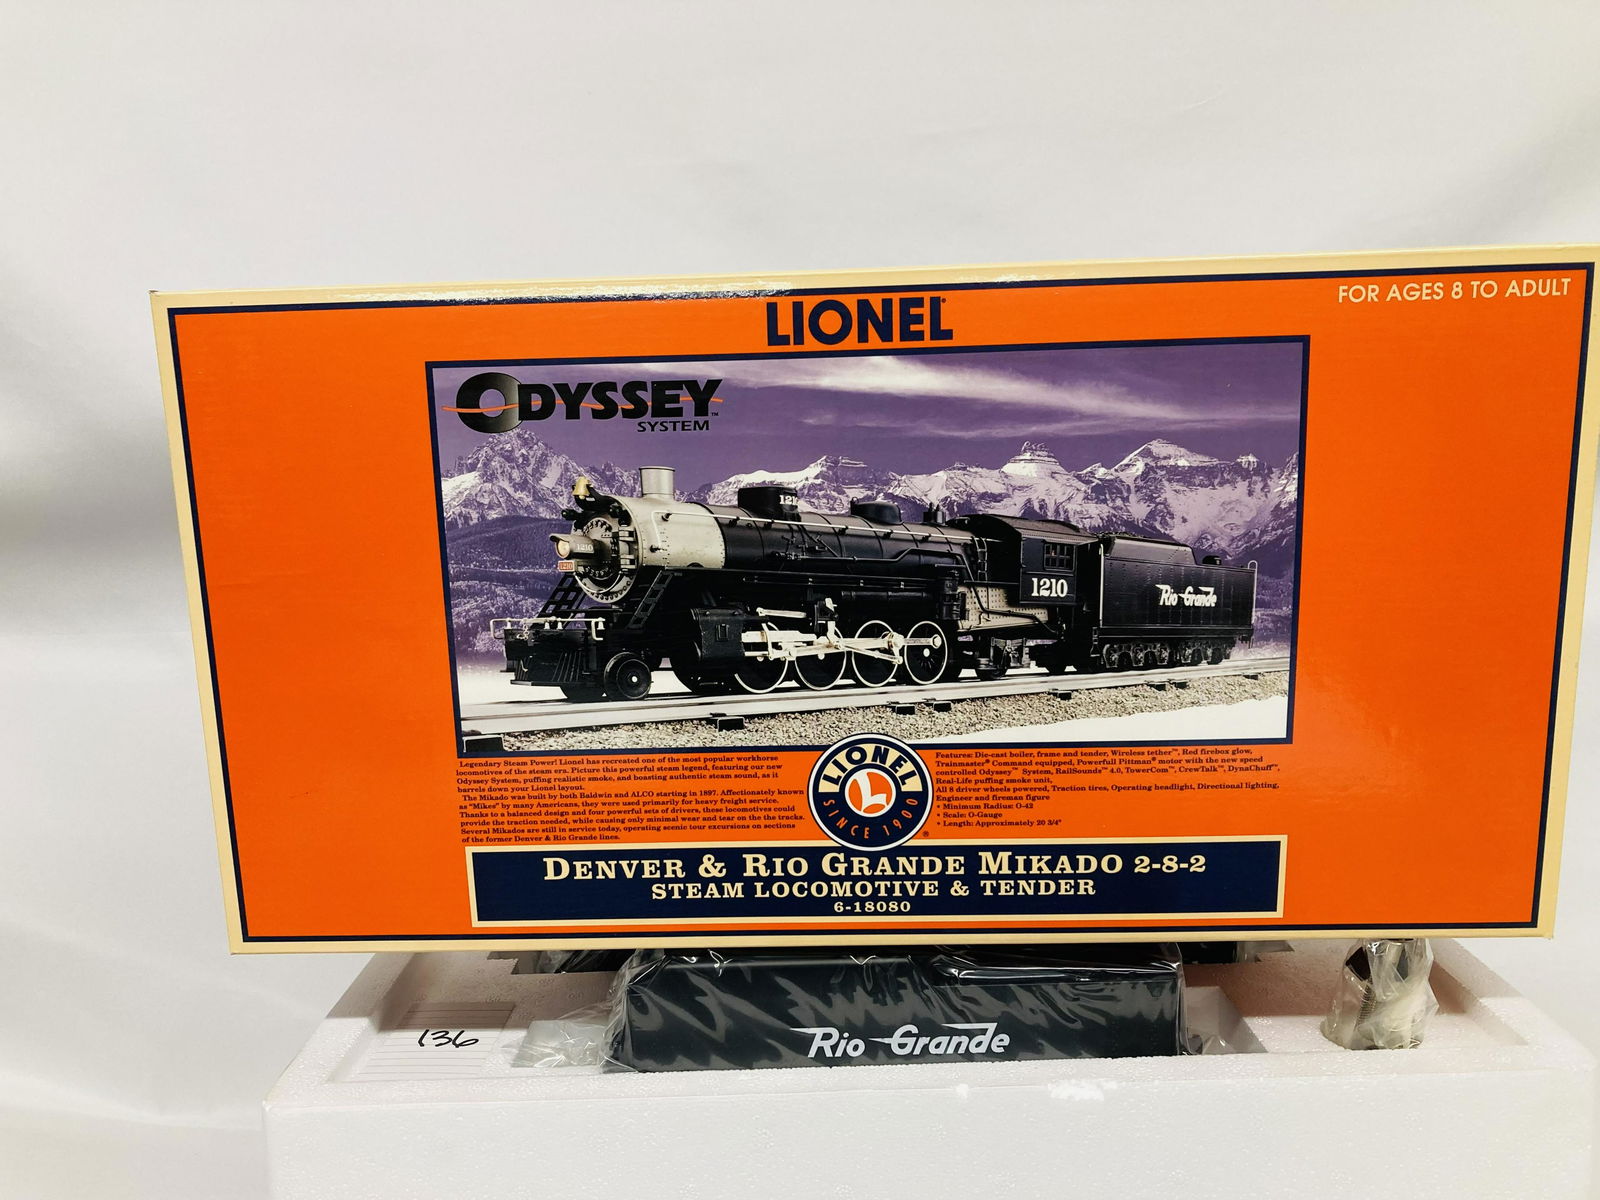 LIONEL
FOR AGES 8 TO ADULT
ODYSSEY™
SYSTEM
1210
1210
1210
1210
Rio Grande
Legendary Steam Power! Lionel has recreated one of the most popular workhorse
locomotives of the steam era. Picture this powerful steam legend, featuring our new
Odyssey System, puffing realistic smoke, and boasting authentic steam sound, as it
barrels down your Lionel layout.
The Mikado was built by both Baldwin and ALCO starting in 1897. Affectionately known
as "Mikes" by many Americans, they were used primarily for heavy freight service.
Thanks to a balanced design and four powerful sets of drivers, these locomotives could
provide the traction needed, while causing only minimal wear and tear on the the tracks.
Several Mikados are still in service today, operating scenic tour excursions on sections
of the former Denver & Rio Grande lines.
LIONEL
L
SINCE 1900
®
Features: Die-cast boiler, frame and tender, Wireless tether™, Red firebox glow,
Trainmaster® Command equipped, Powerfull Pittman® motor with the new speed
controlled Odyssey™ System, RailSounds™ 4.0, TowerCom™, CrewTalk™, DynaChuff™,
Real-Life puffing smoke unit,
All 8 driver wheels powered, Traction tires, Operating headlight, Directional lighting,
Engineer and fireman figure
• Minimum Radius: O-42
• Scale: O-Gauge
• Length: Approximately 20 3/4"
DENVER & RIO GRANDE MIKADO 2-8-2
STEAM LOCOMOTIVE & TENDER
6-18080
136
Rio Grande